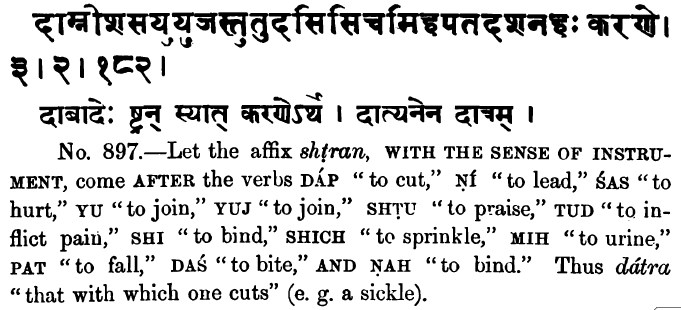 दाम्नीशसयुयुजस्तुतुदसिसिचमिहपतदशनहः करणे।
३।२।१८२।
दाबादेः ष्ट्रन् स्यात् करणेऽर्थे । दात्यनेन दात्रम् ।
No. 897.—Let the affix shṭran, WITH THE SENSE OF INSTRU-
MENT, come AFTER the verbs DÁP “to cut,” ṆÍ “to lead,” ŚAS “to
hurt,” YU “to join,” YUJ “to join,” SHṬU “to praise,” TUD “to in-
flict pain,” SHI “to bind,” SHICH “to sprinkle,” MIH “to urine,”
PAT “to fall,” DAŚ “to bite,” AND ṆAH “to bind.” Thus dátra
“that with which one cuts” (e. g. a sickle).